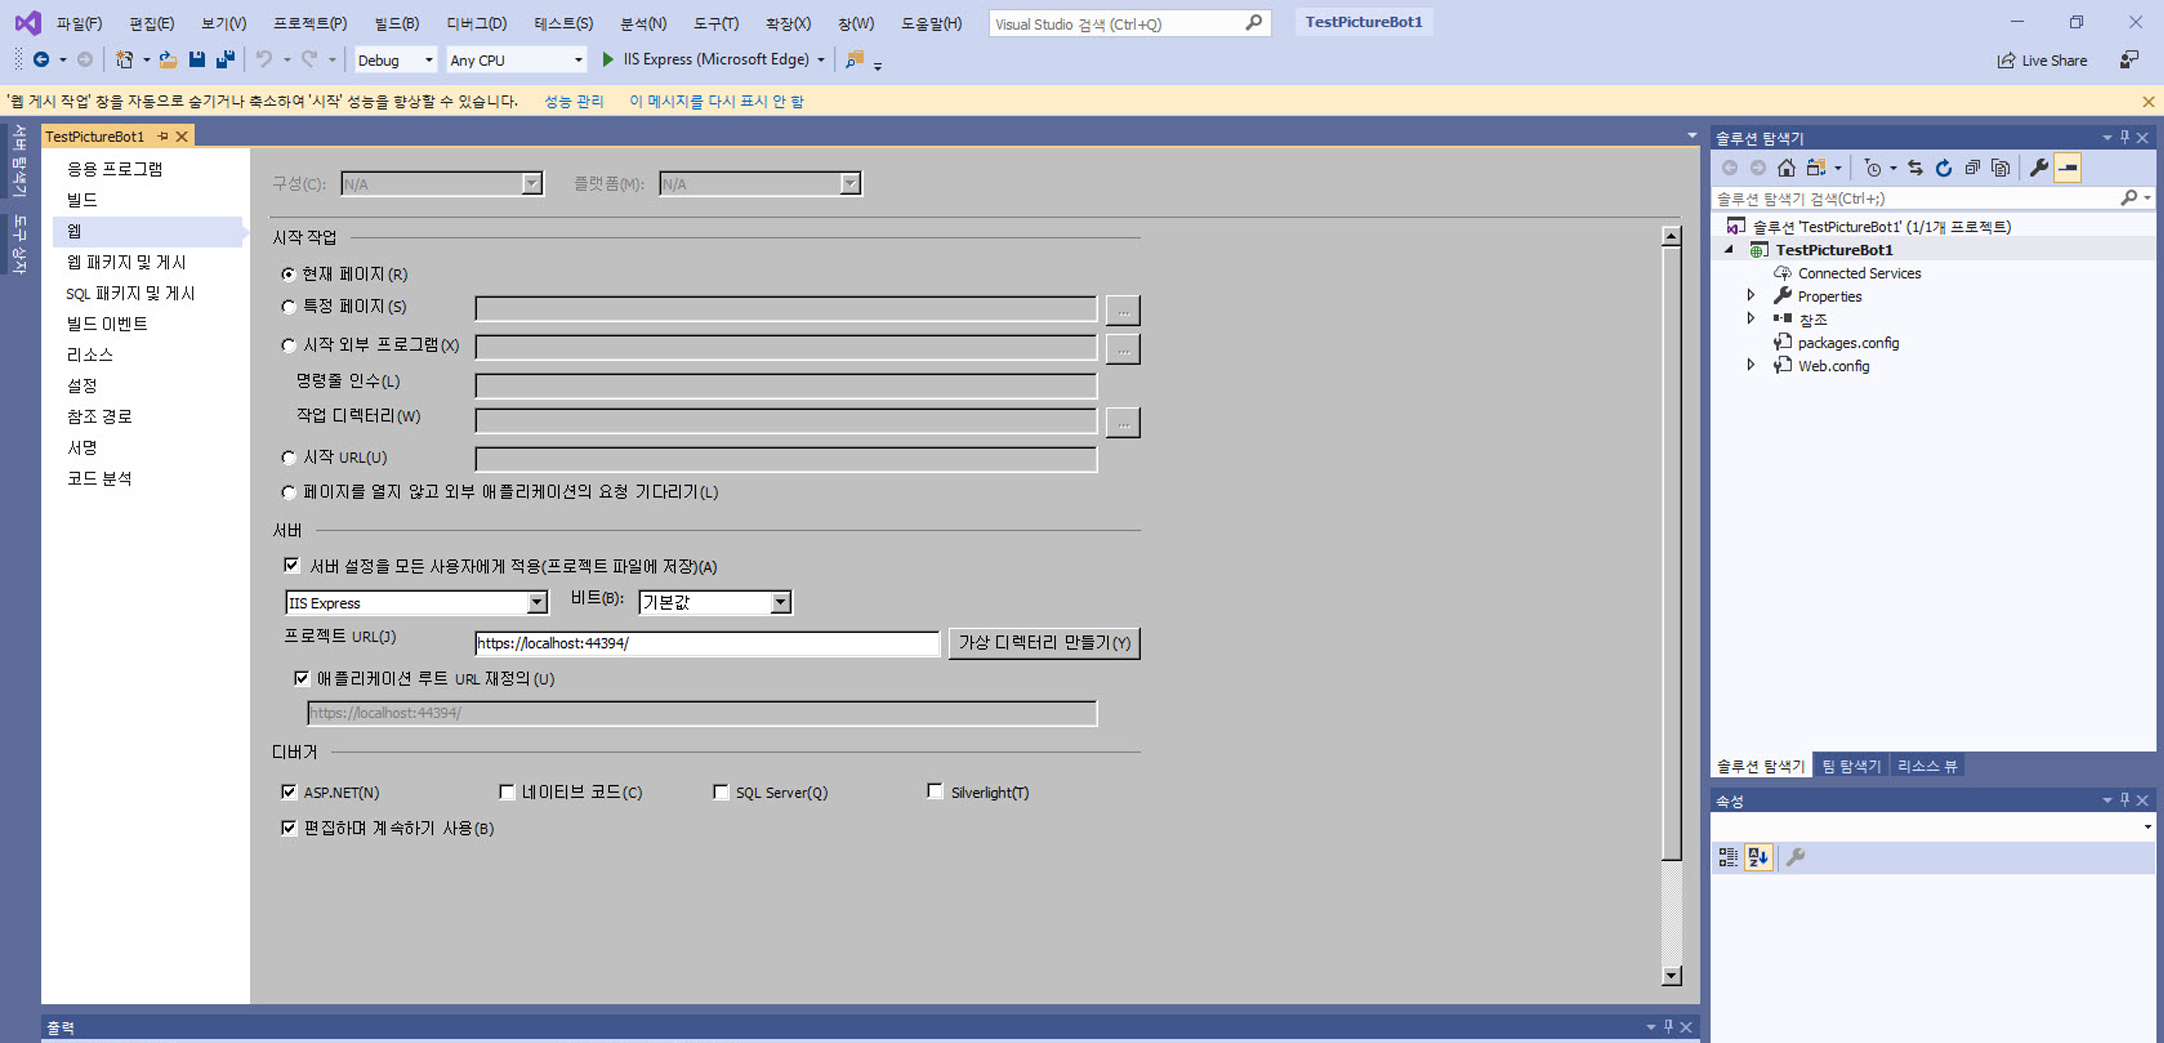 파일(F) 편집(E) 보기(V) 프로젝트(P) 빌드(B) 디버그(D) 테스트(S) 분석(N) 도구(T) 확장(X) 창(W) 도움말(H) Visual Studio 검색 (Ctrl+Q) TestPictureBot1
Debug Any CPU IIS Express (Microsoft Edge) Live Share
'웹 게시 작업' 창을 자동으로 숨기거나 축소하여 '시작' 성능을 향상할 수 있습니다. 성능 관리 이 메시지를 다시 표시 안 함
서버 탐색기
도구 상자
TestPictureBot1
응용 프로그램
빌드
웹
웹 패키지 및 게시
SQL 패키지 및 게시
빌드 이벤트
리소스
설정
참조 경로
서명
코드 분석
구성(C): N/A 플랫폼(M): N/A
시작 작업
현재 페이지(R)
특정 페이지(S) ...
시작 외부 프로그램(X) ...
명령줄 인수(L)
작업 디렉터리(W) ...
시작 URL(U)
페이지를 열지 않고 외부 애플리케이션의 요청 기다리기(L)
서버
서버 설정을 모든 사용자에게 적용(프로젝트 파일에 저장)(A)
IIS Express 비트(B): 기본값
프로젝트 URL(J) https://localhost:44394/ 가상 디렉터리 만들기(Y)
애플리케이션 루트 URL 재정의(U)
https://localhost:44394/
디버거
ASP.NET(N) 네이티브 코드(C) SQL Server(Q) Silverlight(T)
편집하며 계속하기 사용(B)
출력
솔루션 탐색기
솔루션 탐색기 검색(Ctrl+;)
솔루션 'TestPictureBot1' (1/1개 프로젝트)
TestPictureBot1
Connected Services
Properties
참조
packages.config
Web.config
솔루션 탐색기 팀 탐색기 리소스 뷰
속성